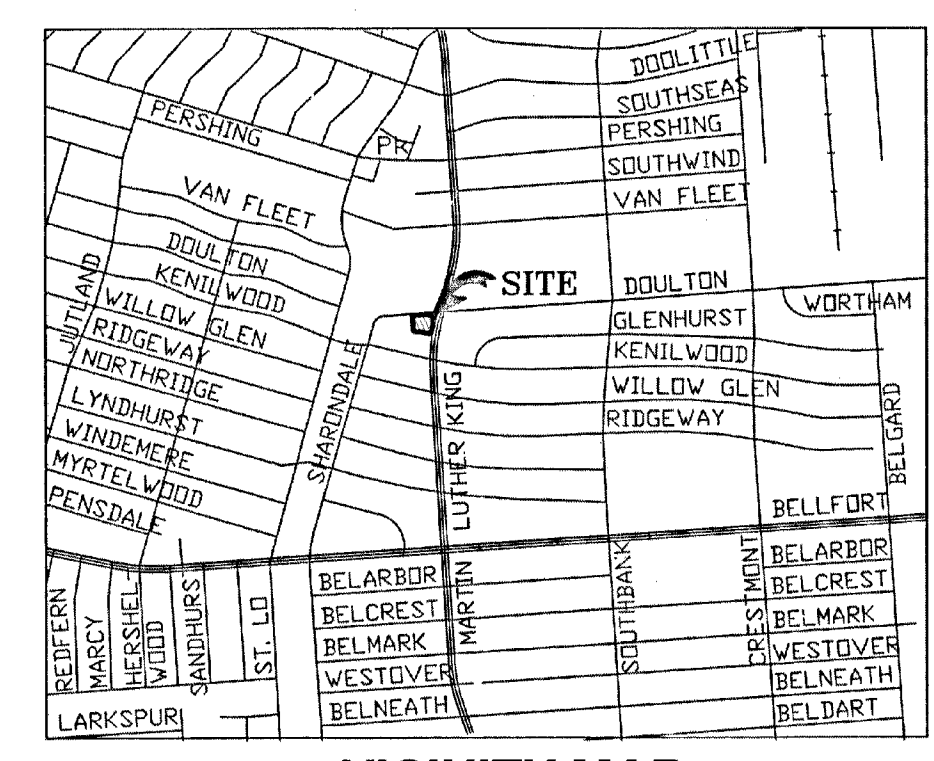 DOOLITTLE
SOUTHSEAS
PERSHING
PERSHING
PK
SOUTHWIND
VAN FLEET
VAN FLEET
DOULTON
KENILWOOD
JUTLAND
SITE
DOULTON
WORTHAM
WILLOW GLEN
GLENHURST
RIDGEWAY
KENILWOOD
NORTHRIDGE
WILLOW GLEN
LYNDHURST
RIDGEWAY
SHARONDALE
MARTIN LUTHER KING
BELGARD
WINDEMERE
MYRTELWOOD
PENSDALE
BELLFORT
BELARBOR
BELCREST
BELMARK
WESTOVER
BELNEATH
SOUTHBANK
CRESTMONT
BELARBOR
BELCREST
BELMARK
WESTOVER
BELNEATH
BELDART
REDFERN
MARCY
HERSHEL-
WOOD
SANDHURS
ST. LO
LARKSPUR